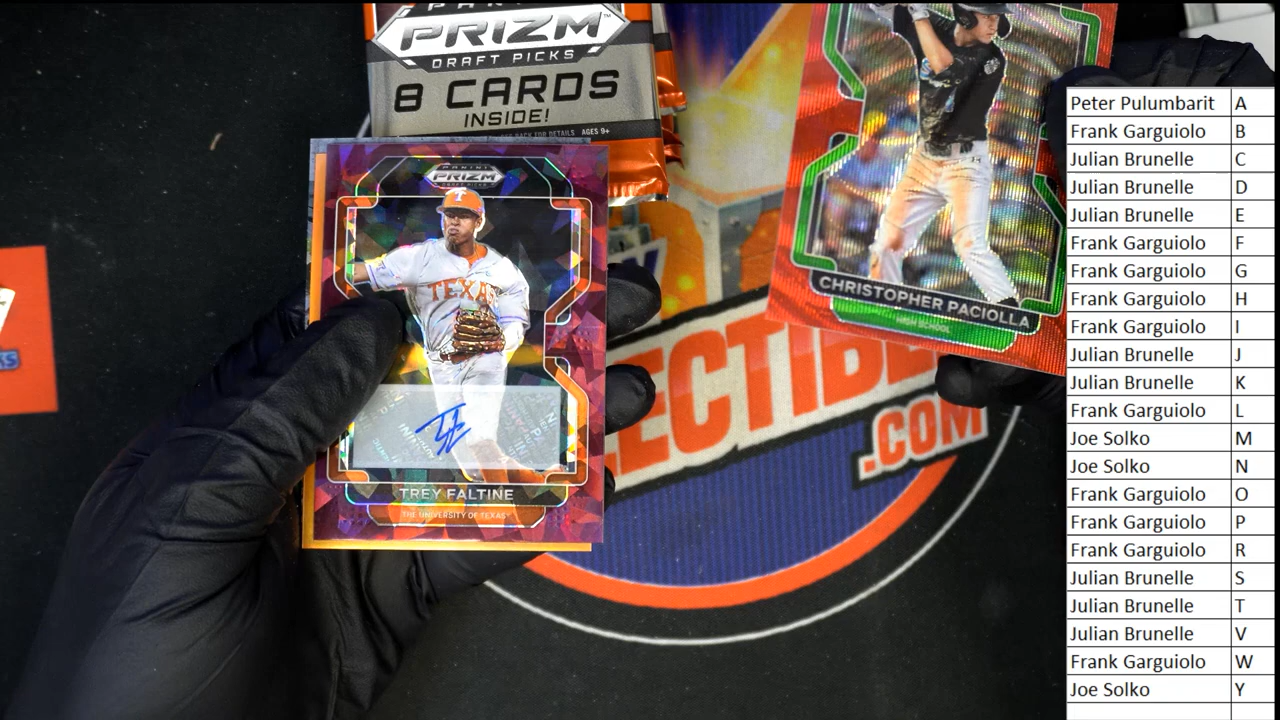 PRIZM
DRAFT PICKS
8 CARDS
INSIDE!
AGES 9+
PANINI
PRIZM
DRAFT PICKS
TEXAS
TREY FALTINE
THE UNIVERSITY OF TEXAS
CHRISTOPHER PACIOLLA
HIGH SCHOOL
.COM
Peter Pulumbarit A
Frank Garguiolo B
Julian Brunelle C
Julian Brunelle D
Julian Brunelle E
Frank Garguiolo F
Frank Garguiolo G
Frank Garguiolo H
Frank Garguiolo I
Julian Brunelle J
Julian Brunelle K
Frank Garguiolo L
Joe Solko M
Joe Solko N
Frank Garguiolo O
Frank Garguiolo P
Frank Garguiolo R
Julian Brunelle S
Julian Brunelle T
Julian Brunelle V
Frank Garguiolo W
Joe Solko Y